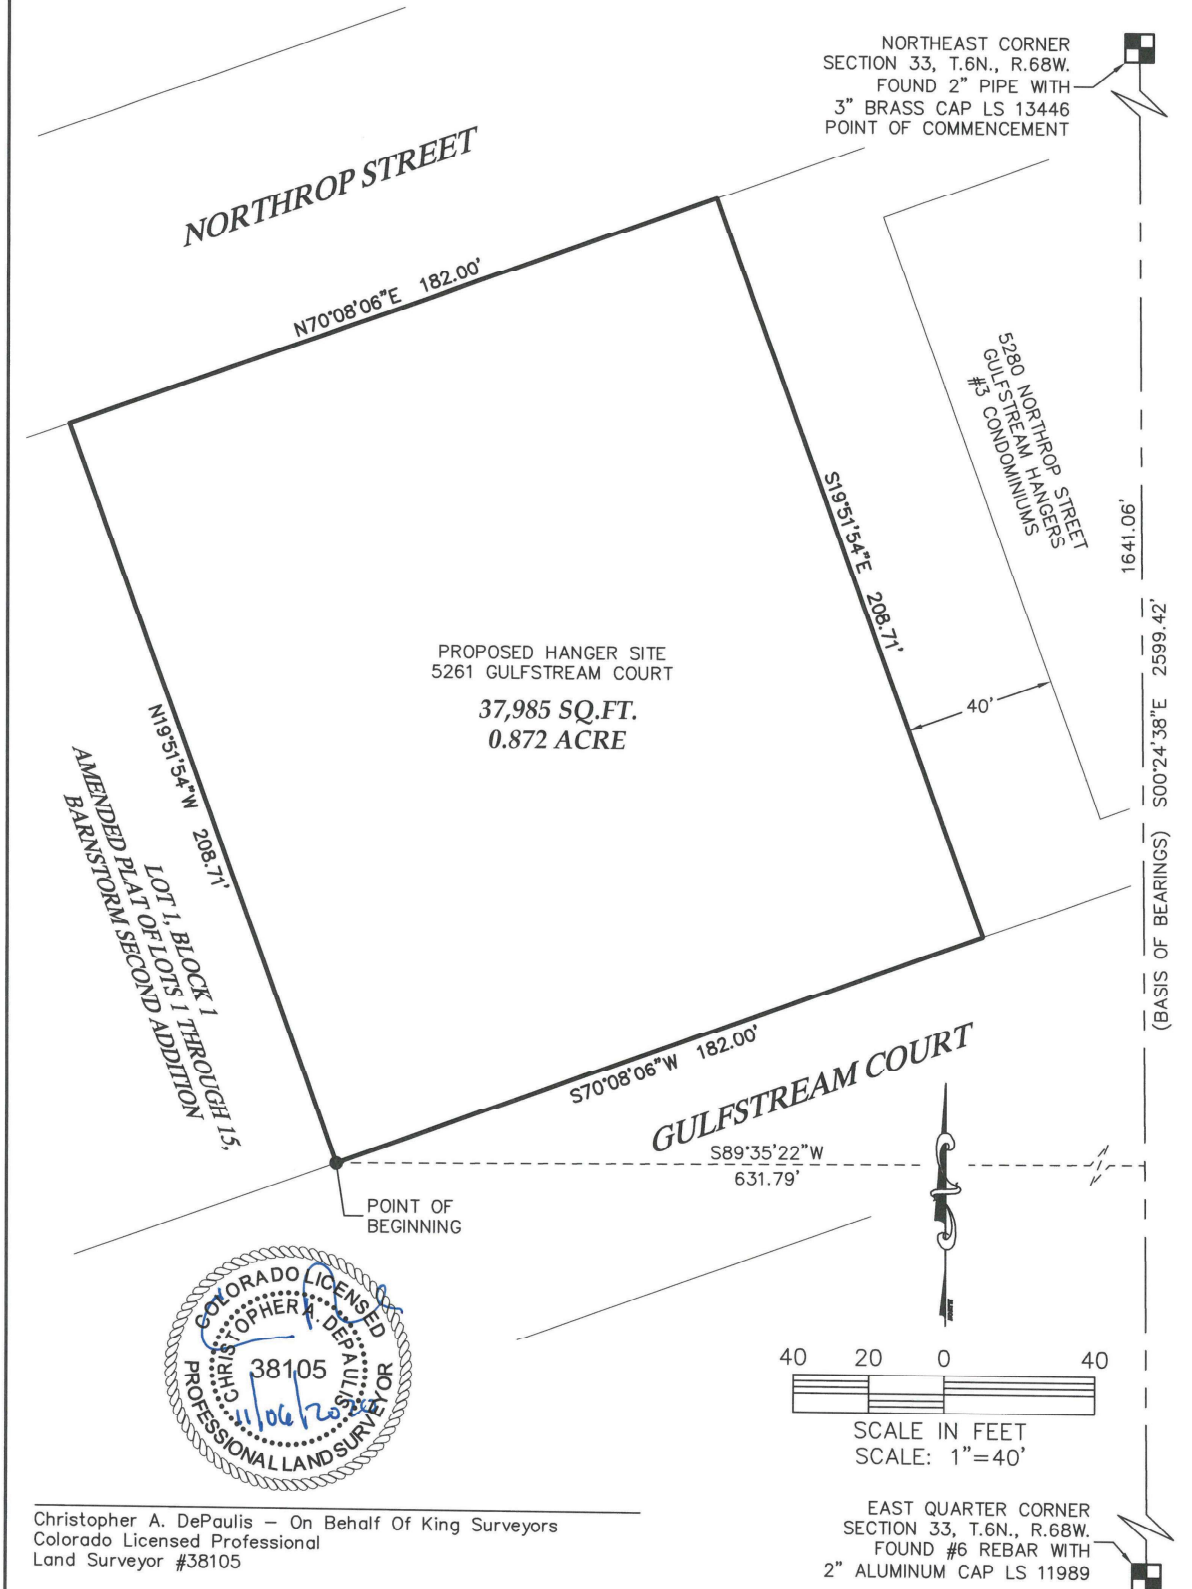 NORTHEAST CORNER
SECTION 33, T.6N., R.68W.
FOUND 2" PIPE WITH
3" BRASS CAP LS 13446
POINT OF COMMENCEMENT
NORTHROP STREET
N70°08'06"E 182.00'
5280 NORTHROP STREET
GULFSTREAM HANGERS
#3 CONDOMINIUMS
S19°51'54"E 208.71'
1641.06'
(BASIS OF BEARINGS) S00°24'38"E 2599.42'
PROPOSED HANGER SITE
5261 GULFSTREAM COURT
37,985 SQ.FT.
0.872 ACRE
40'
N19°51'54"W 208.71'
LOT 1, BLOCK 1
AMENDED PLAT OF LOTS 1 THROUGH 15,
BARNSTORM SECOND ADDITION
S70°08'06"W 182.00'
GULFSTREAM COURT
S89°35'22"W
631.79'
POINT OF
BEGINNING
COLORADO LICENSED
CHRISTOPHER A. DEPAULIS
38105
PROFESSIONAL LAND SURVEYOR
40 20 0 40
SCALE IN FEET
SCALE: 1"=40'
Christopher A. DePaulis – On Behalf Of King Surveyors
Colorado Licensed Professional
Land Surveyor #38105
EAST QUARTER CORNER
SECTION 33, T.6N., R.68W.
FOUND #6 REBAR WITH
2" ALUMINUM CAP LS 11989